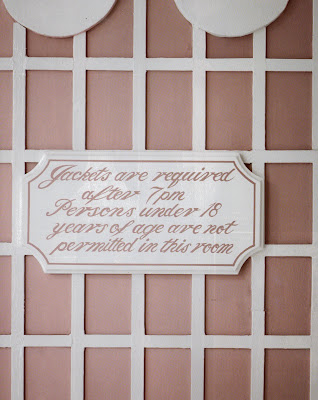 Jackets are required
after 7pm
Persons under 18
years of age are not
permitted in this room